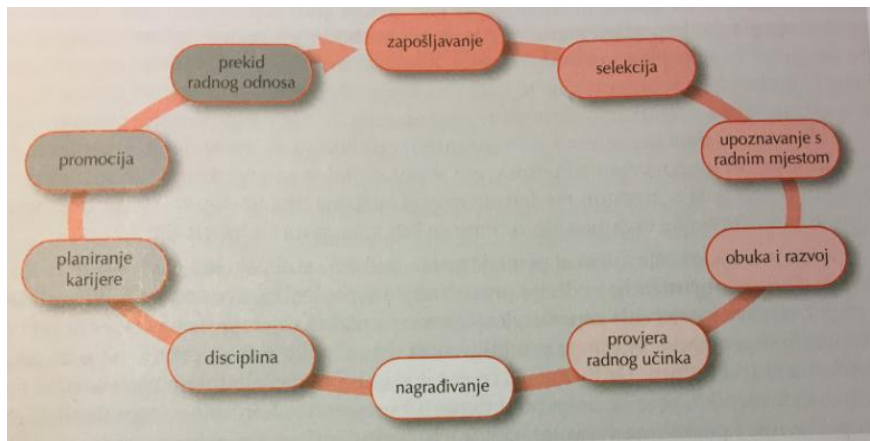 zapošljavanje
selekcija
upoznavanje s
radnim mjestom
obuka i razvoj
provjera
radnog učinka
nagrađivanje
disciplina
planiranje
karijere
promocija
prekid
radnog odnosa